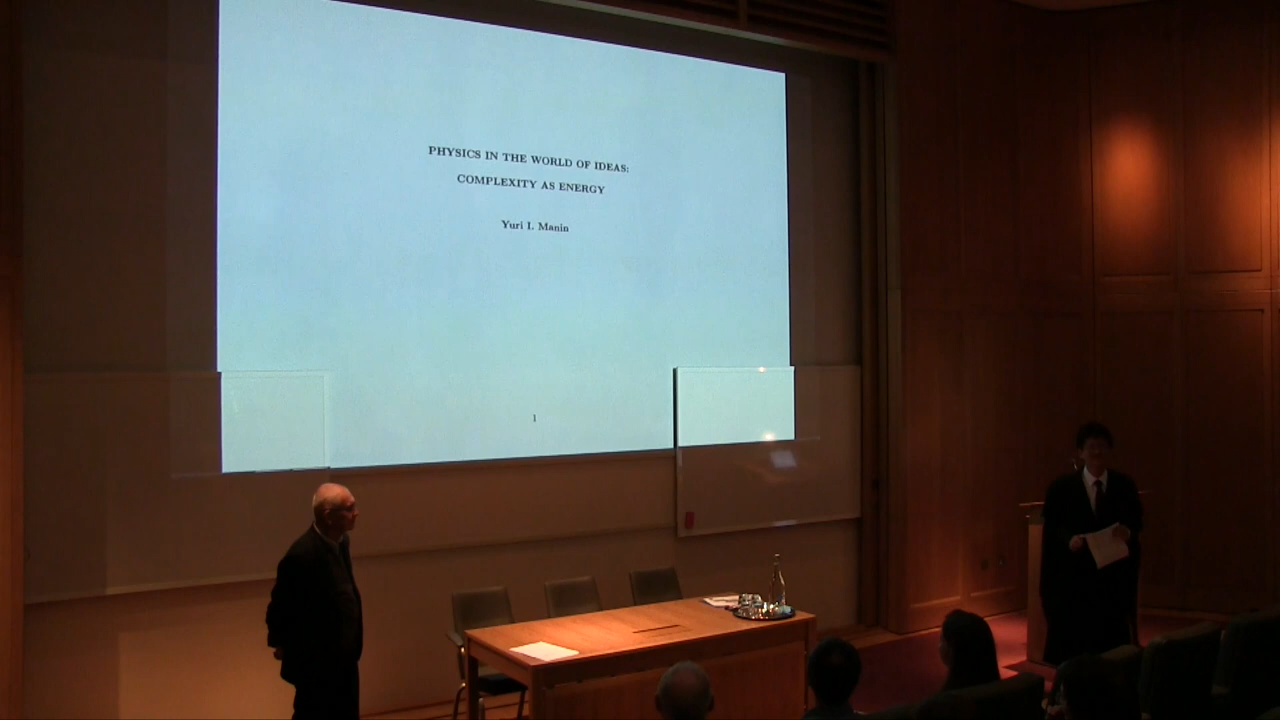 PHYSICS IN THE WORLD OF IDEAS:
COMPLEXITY AS ENERGY
Yuri I. Manin
1